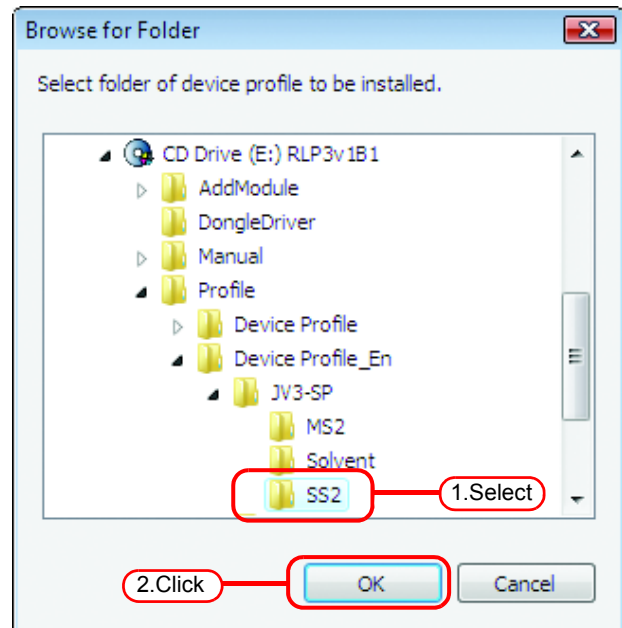 Browse for Folder
Select folder of device profile to be installed.
CD Drive (E:) RLP3v1B1
AddModule
DongleDriver
Manual
Profile
Device Profile
Device Profile_En
JV3-SP
MS2
Solvent
SS2
1.Select
2.Click
OK
Cancel